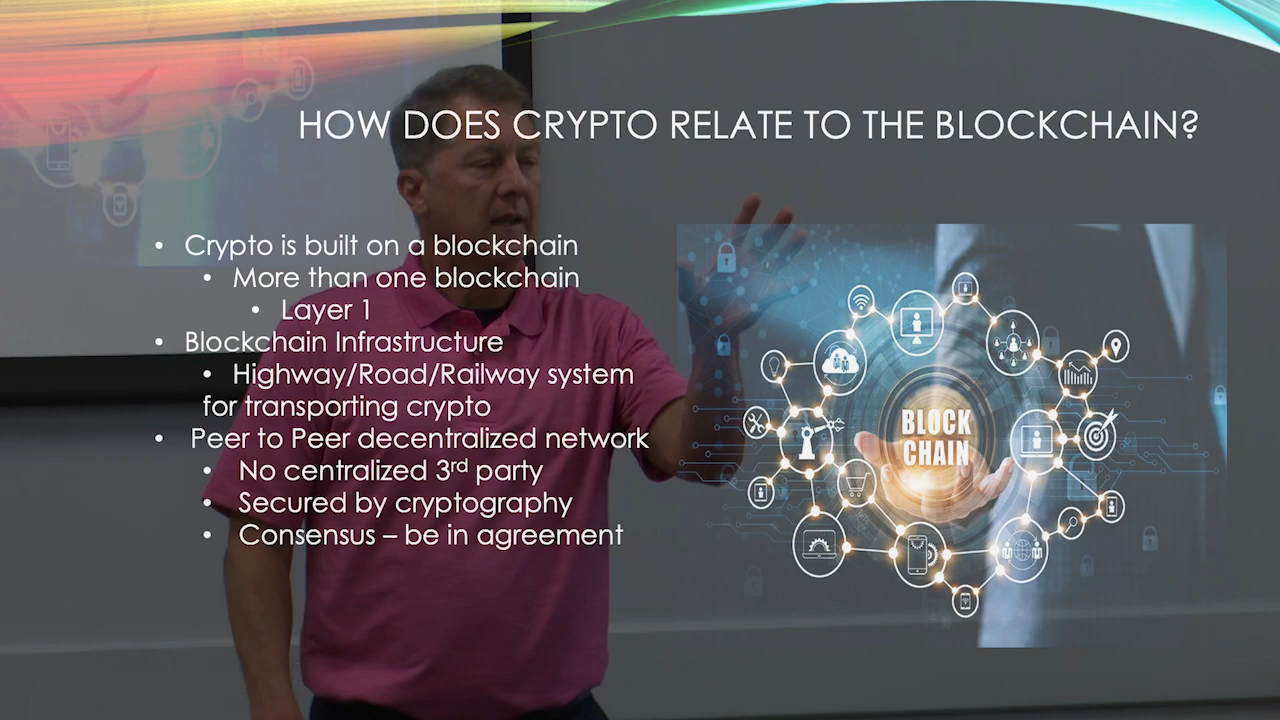 HOW DOES CRYPTO RELATE TO THE BLOCKCHAIN?
• Crypto is built on a blockchain
• More than one blockchain
• Layer 1
• Blockchain Infrastructure
• Highway/Road/Railway system
for transporting crypto
• Peer to Peer decentralized network
• No centralized 3rd party
• Secured by cryptography
• Consensus – be in agreement
BLOCK
CHAIN